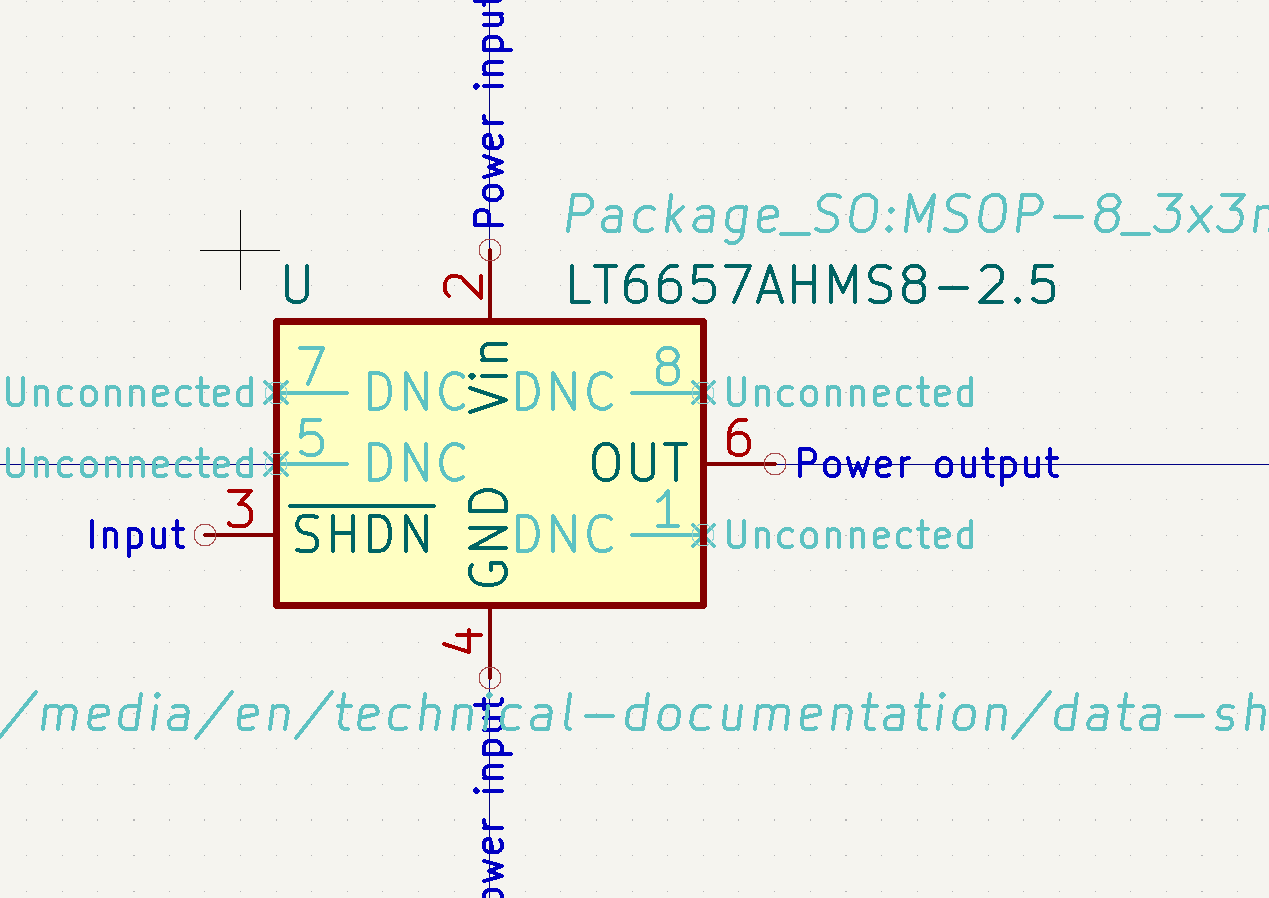 Power input
Package_SO:MSOP-8_3x3
U
2
LT6657AHMS8-2.5
Unconnected
7
DNC
Vin
DNC
8
Unconnected
Unconnected
5
DNC
OUT
6
Power output
Input
3
SHDN
GND
DNC
1
Unconnected
4
/media/en/technical-documentation/data-sh
ower input